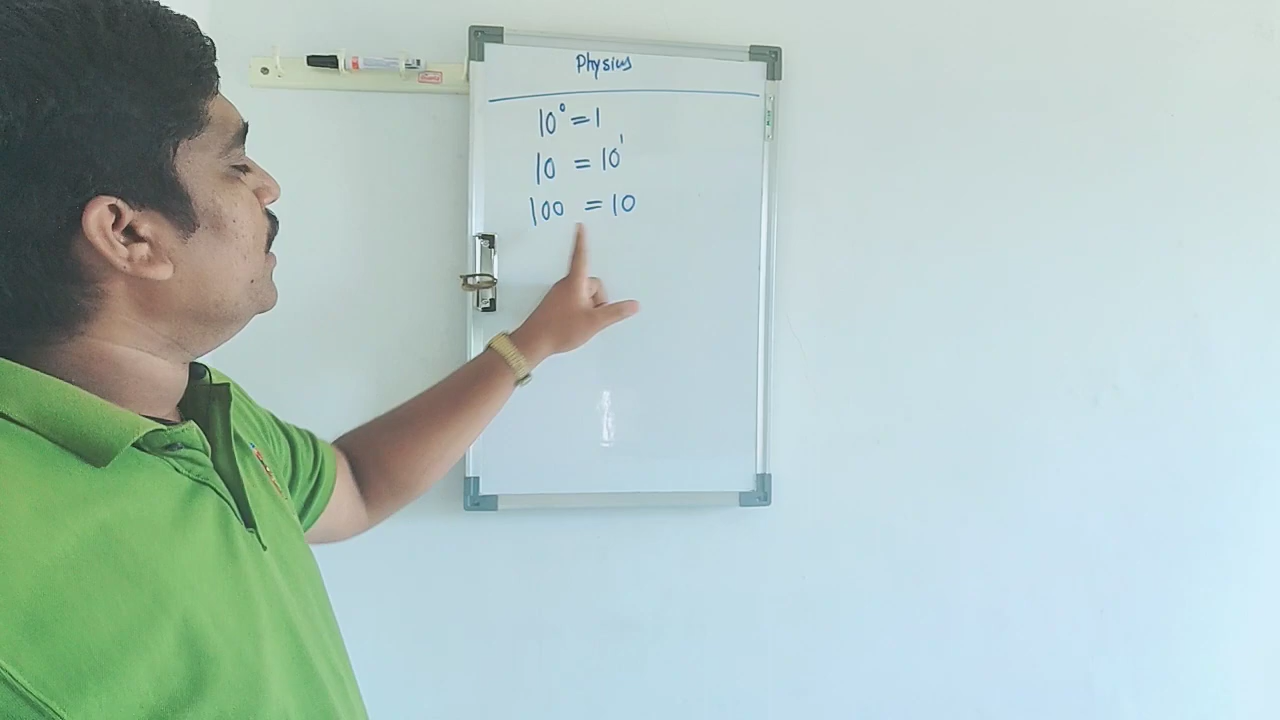 Physics
10⁰ = 1
10 = 10¹
100 = 10